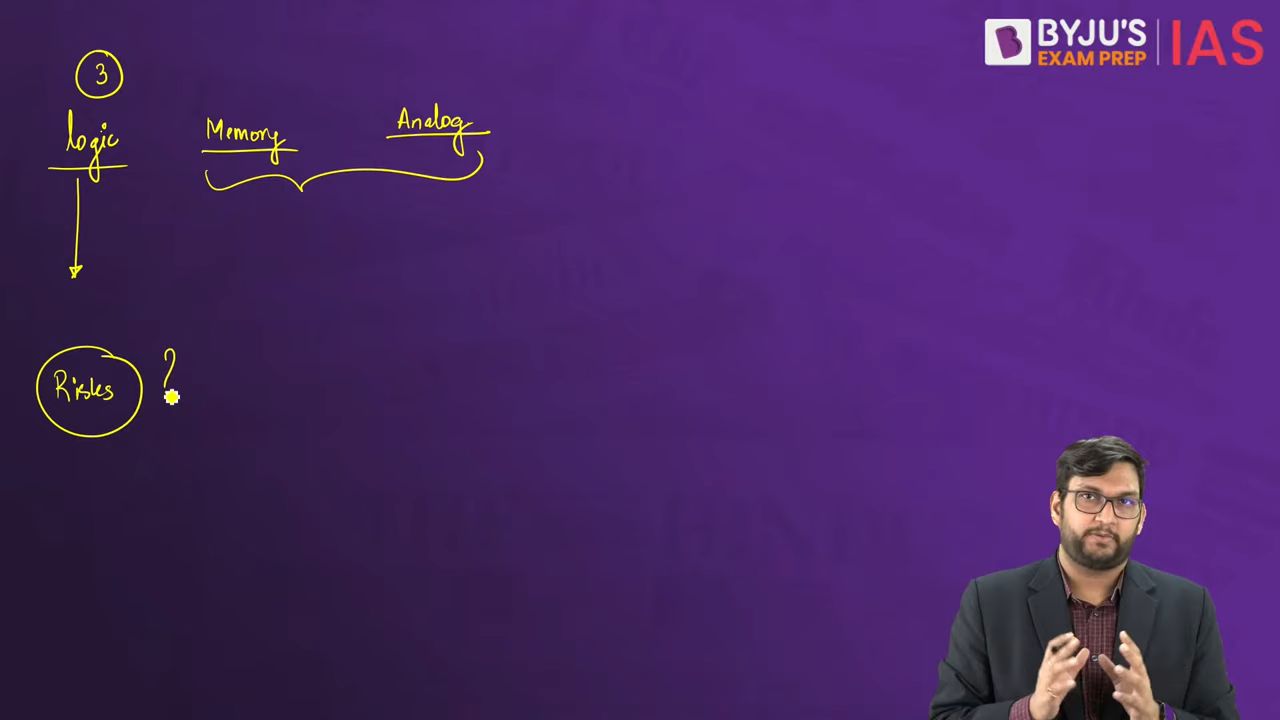 3
logic
Memory
Analog
Risks ?
BYJU'S
EXAM PREP
IAS